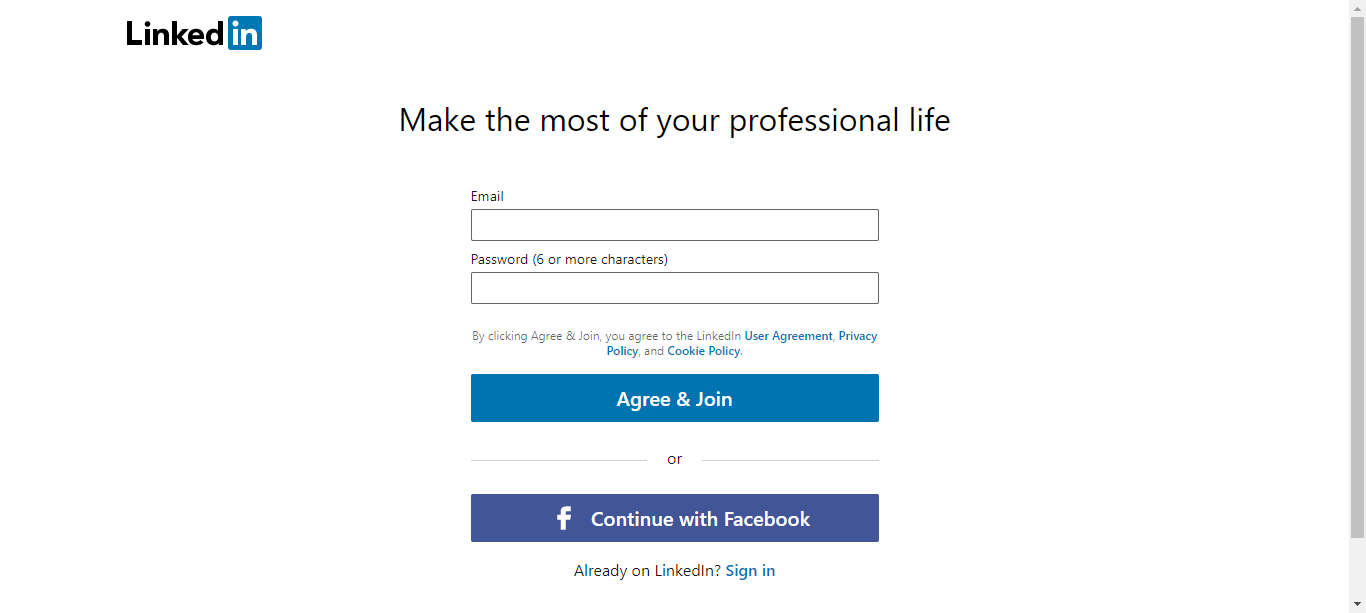 Linkedin
Make the most of your professional life
Email
Password (6 or more characters)
By clicking Agree & Join, you agree to the LinkedIn User Agreement, Privacy
Policy, and Cookie Policy.
Agree & Join
or
f Continue with Facebook
Already on LinkedIn? Sign in